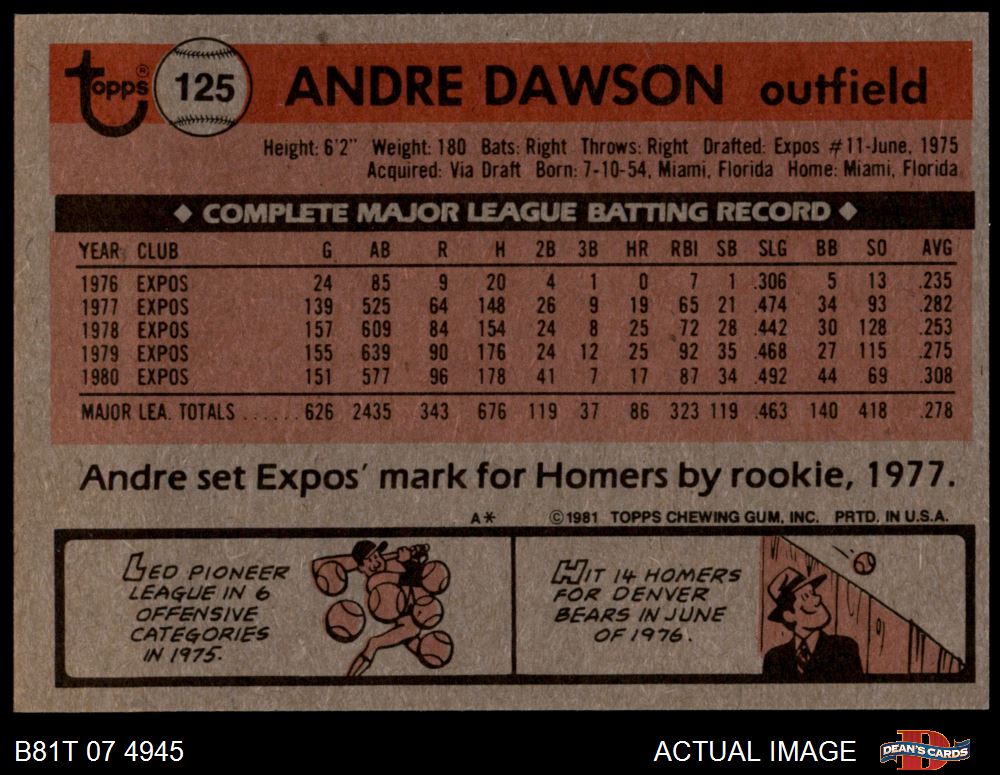 Topps® 125 ANDRE DAWSON outfield
Height: 6'2" Weight: 180 Bats: Right Throws: Right Drafted: Expos #11-June, 1975
Acquired: Via Draft Born: 7-10-54, Miami, Florida Home: Miami, Florida
◆ COMPLETE MAJOR LEAGUE BATTING RECORD ◆
YEAR CLUB G AB R H 2B 3B HR RBI SB SLG BB SO AVG
1976 EXPOS 24 85 9 20 4 1 0 7 1 .306 5 13 .235
1977 EXPOS 139 525 64 148 26 9 19 65 21 .474 34 93 .282
1978 EXPOS 157 609 84 154 24 8 25 72 28 .442 30 128 .253
1979 EXPOS 155 639 90 176 24 12 25 92 35 .468 27 115 .275
1980 EXPOS 151 577 96 178 41 7 17 87 34 .492 44 69 .308
MAJOR LEA. TOTALS ...... 626 2435 343 676 119 37 86 323 119 .463 140 418 .278
Andre set Expos' mark for Homers by rookie, 1977.
A* ©1981 TOPPS CHEWING GUM, INC. PRTD. IN U.S.A.
LED PIONEER
LEAGUE IN 6
OFFENSIVE
CATEGORIES
IN 1975.
HIT 14 HOMERS
FOR DENVER
BEARS IN JUNE
OF 1976.
B81T 07 4945 ACTUAL IMAGE DEAN'S CARDS